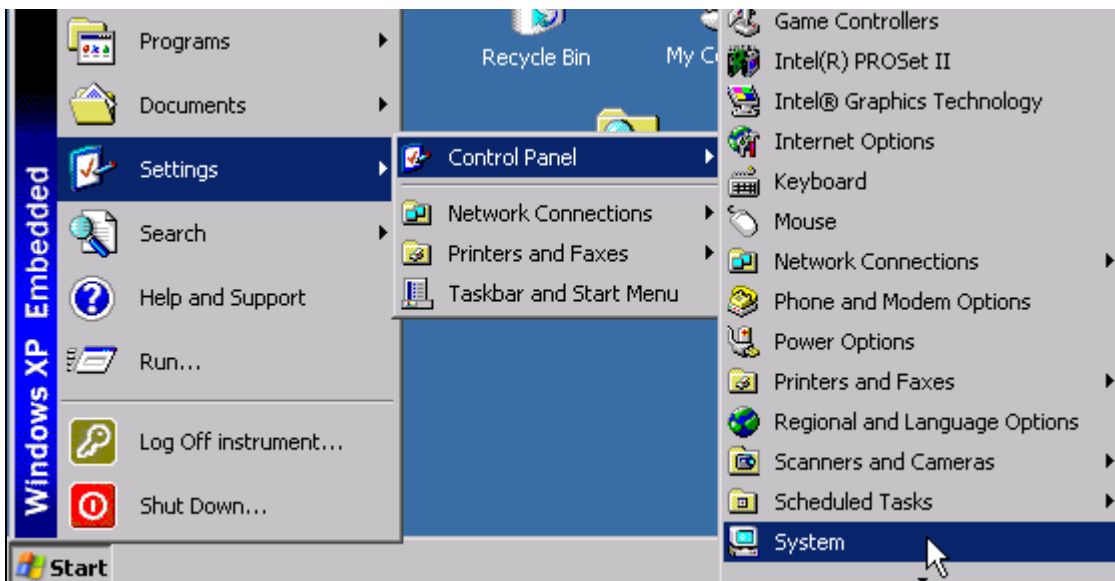 Programs
Documents
Settings
Search
Help and Support
Run...
Log Off instrument...
Shut Down...
Windows XP Embedded
Start
Recycle Bin
My C
Control Panel
Network Connections
Printers and Faxes
Taskbar and Start Menu
Game Controllers
Intel(R) PROSet II
Intel® Graphics Technology
Internet Options
Keyboard
Mouse
Network Connections
Phone and Modem Options
Power Options
Printers and Faxes
Regional and Language Options
Scanners and Cameras
Scheduled Tasks
System